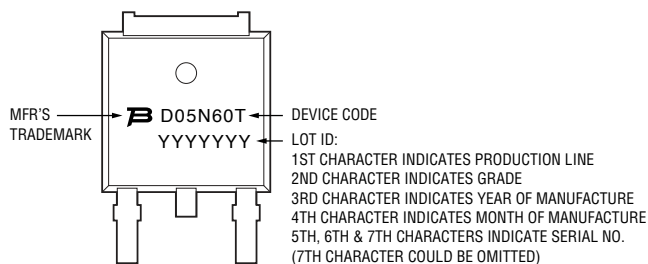 MFR'S
TRADEMARK
D05N60T
YYYYYYY
DEVICE CODE
LOT ID:
1ST CHARACTER INDICATES PRODUCTION LINE
2ND CHARACTER INDICATES GRADE
3RD CHARACTER INDICATES YEAR OF MANUFACTURE
4TH CHARACTER INDICATES MONTH OF MANUFACTURE
5TH, 6TH & 7TH CHARACTERS INDICATE SERIAL NO.
(7TH CHARACTER COULD BE OMITTED)